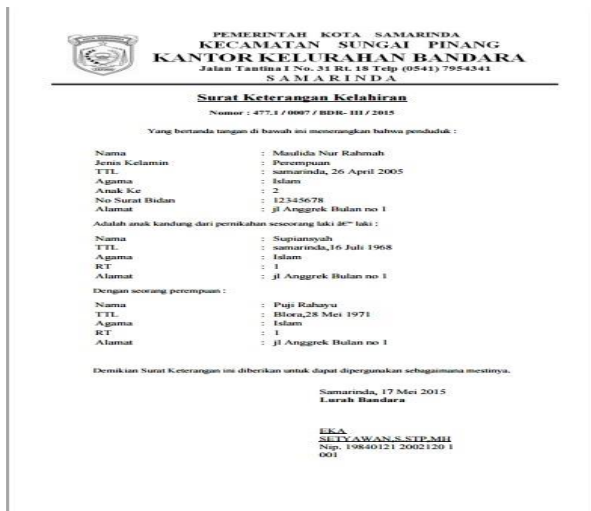 PEMERINTAH KOTA SAMARINDA
KECAMATAN SUNGAI PINANG
KANTOR KELURAHAN BANDARA
Jalan Tantina I No. 31 Rt. 18 Telp (0541) 7954341
SAMARINDA
Surat Keterangan Kelahiran
Nomor : 477.1 / 0007 / BDR- III / 2015
Yang bertanda tangan di bawah ini menerangkan bahwa penduduk :
Nama : Maulida Nur Rahmah
Jenis Kelamin : Perempuan
TTL : samarinda, 26 April 2005
Agama : Islam
Anak Ke : 2
No Surat Bidan : 12345678
Alamat : jl Anggrek Bulan no 1
Adalah anak kandung dari pernikahan seseorang laki â€“ laki :
Nama : Supiansyah
TTL : samarinda,16 Juli 1968
Agama : Islam
RT : 1
Alamat : jl Anggrek Bulan no 1
Dengan seorang perempuan :
Nama : Puji Rahayu
TTL : Blora,28 Mei 1971
Agama : Islam
RT : 1
Alamat : jl Anggrek Bulan no 1
Demikian Surat Keterangan ini diberikan untuk dapat dipergunakan sebagaimana mestinya.
Samarinda, 17 Mei 2015
Lurah Bandara
EKA
SETYAWAN,S.STP,MH
Nip. 19840121 2002120 1
001